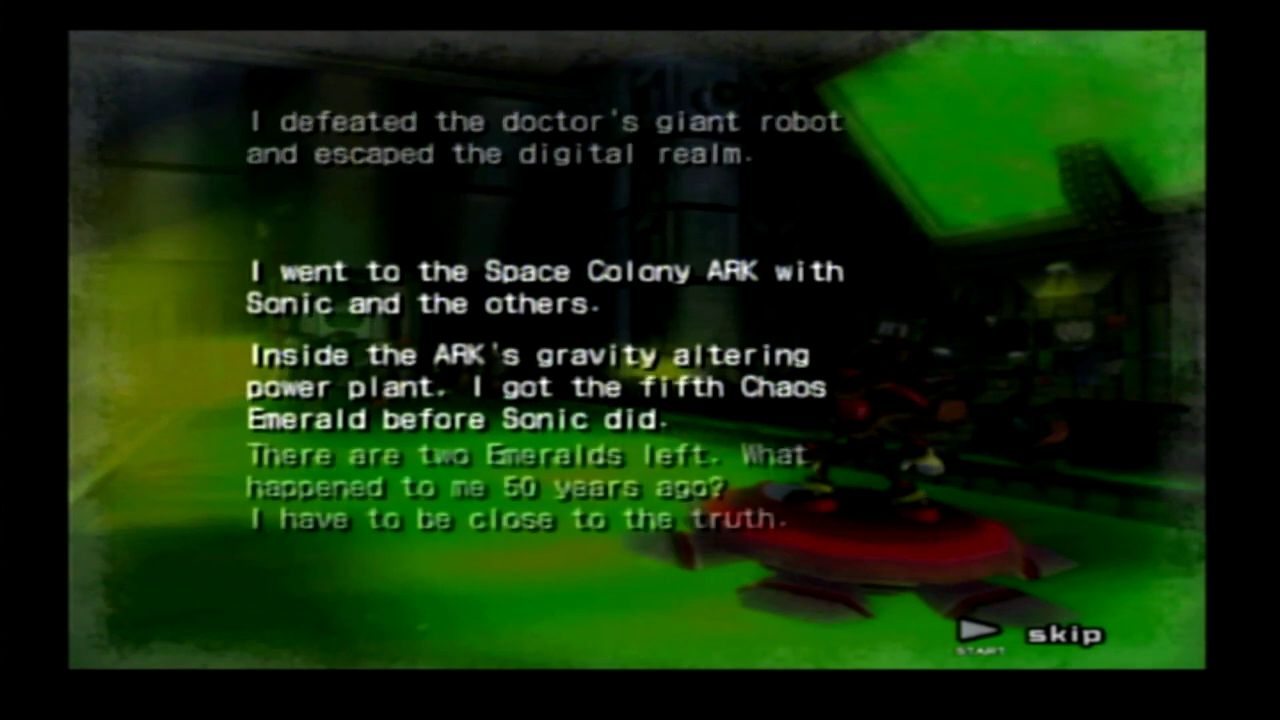 I defeated the doctor's giant robot
and escaped the digital realm.
I went to the Space Colony ARK with
Sonic and the others.
Inside the ARK's gravity altering
power plant. I got the fifth Chaos
Emerald before Sonic did.
There are two Emeralds left. What
happened to me 50 years ago?
I have to be close to the truth.
skip
START